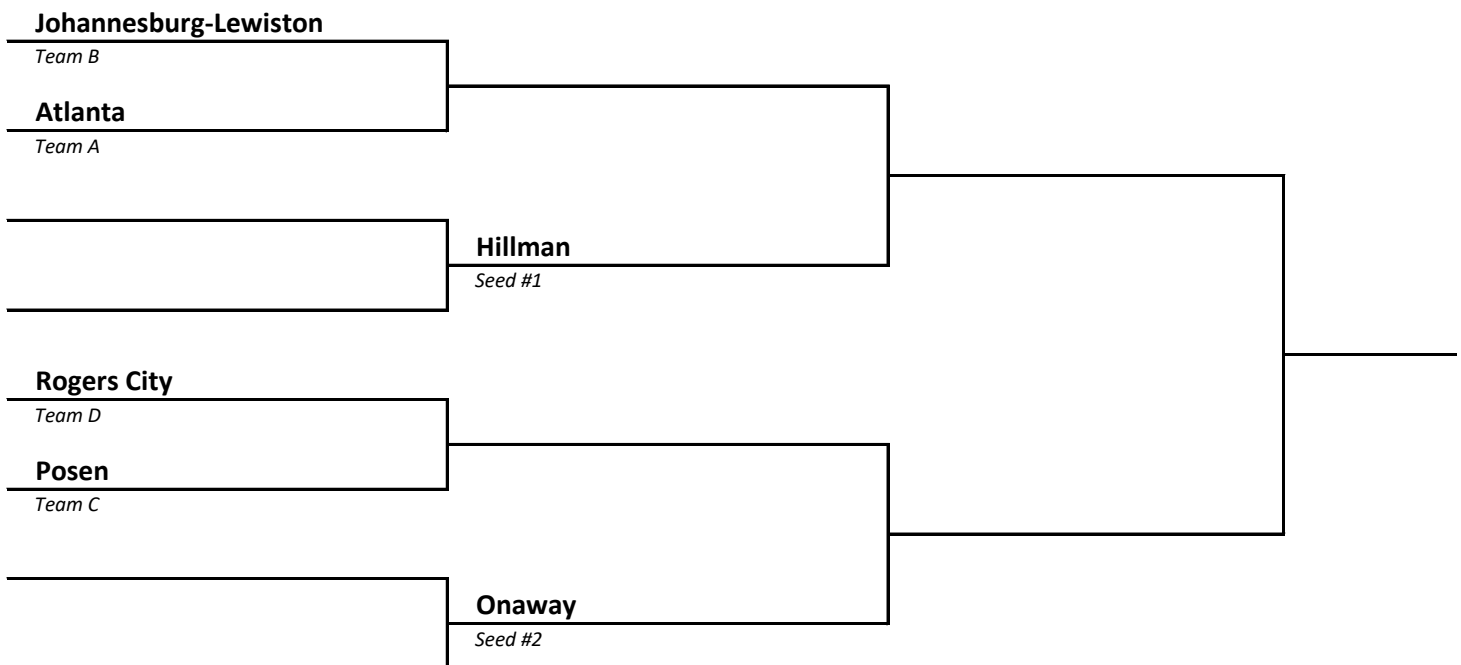 Johannesburg-Lewiston
Team B
Atlanta
Team A
Hillman
Seed #1
Rogers City
Team D
Posen
Team C
Onaway
Seed #2